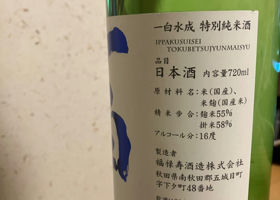 一白水成 特別純米酒
IPPAKUSUISEI
TOKUBETSUJYUNMAISYU
品目
日本酒 内容量720ml
原材料名：米(国産)、
米麹(国産米)
精米歩合：麹米55%
掛米58%
アルコール分：16度
製造者
福禄寿酒造株式会社
秋田県南秋田郡五城目町
字下タ町48番地